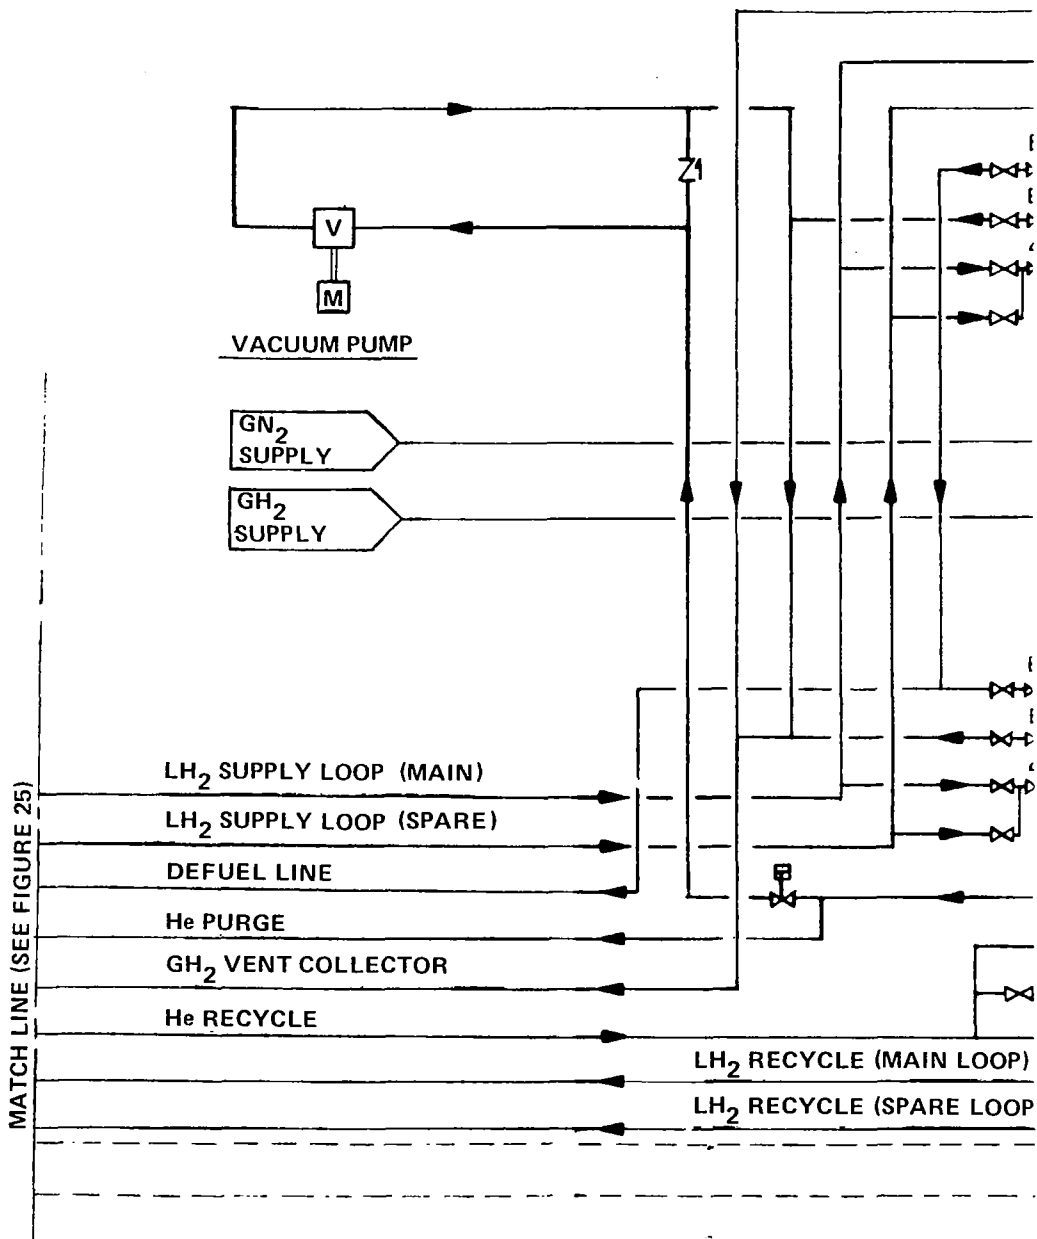 V
M
VACUUM PUMP
GN2
SUPPLY
GH2
SUPPLY
LH2 SUPPLY LOOP (MAIN)
LH2 SUPPLY LOOP (SPARE)
DEFUEL LINE
He PURGE
GH2 VENT COLLECTOR
He RECYCLE
LH2 RECYCLE (MAIN LOOP)
LH2 RECYCLE (SPARE LOOP
MATCH LINE (SEE FIGURE 25)